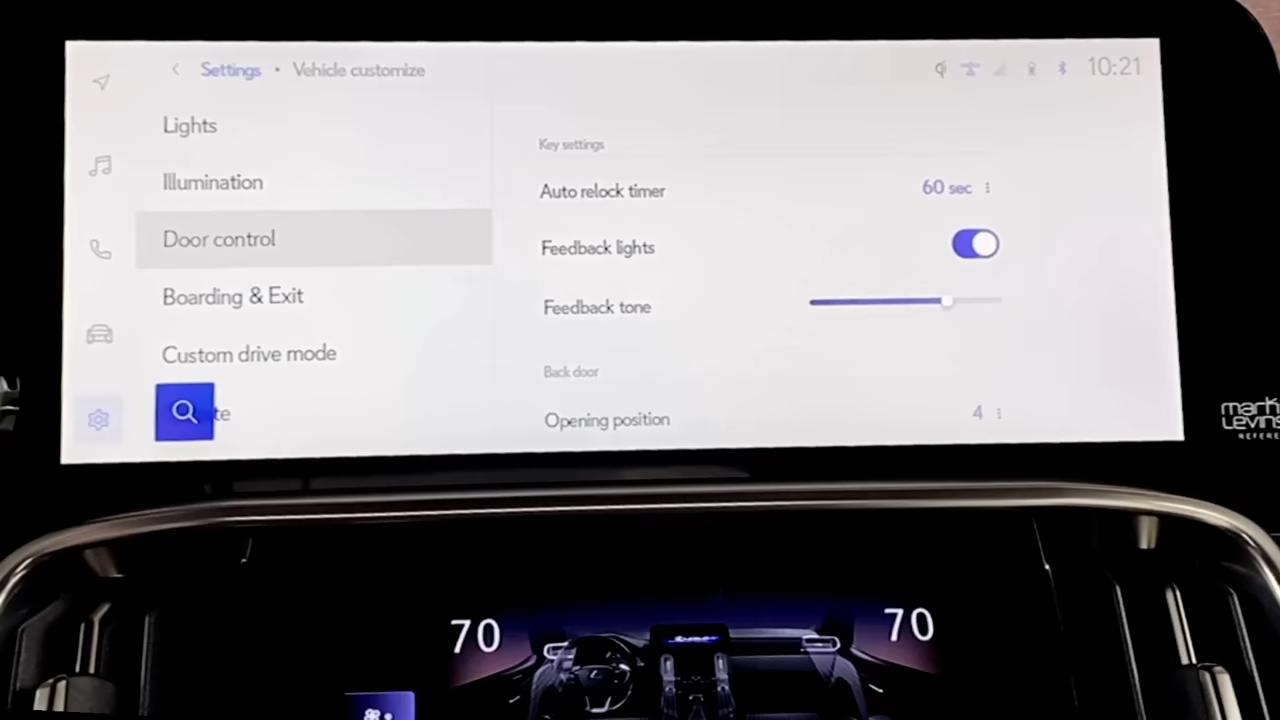 Settings • Vehicle customize
10:21
Lights
Illumination
Door control
Boarding & Exit
Custom drive mode
Key settings
Auto relock timer 60 sec
Feedback lights
Feedback tone
Back door
Opening position 4
70 70